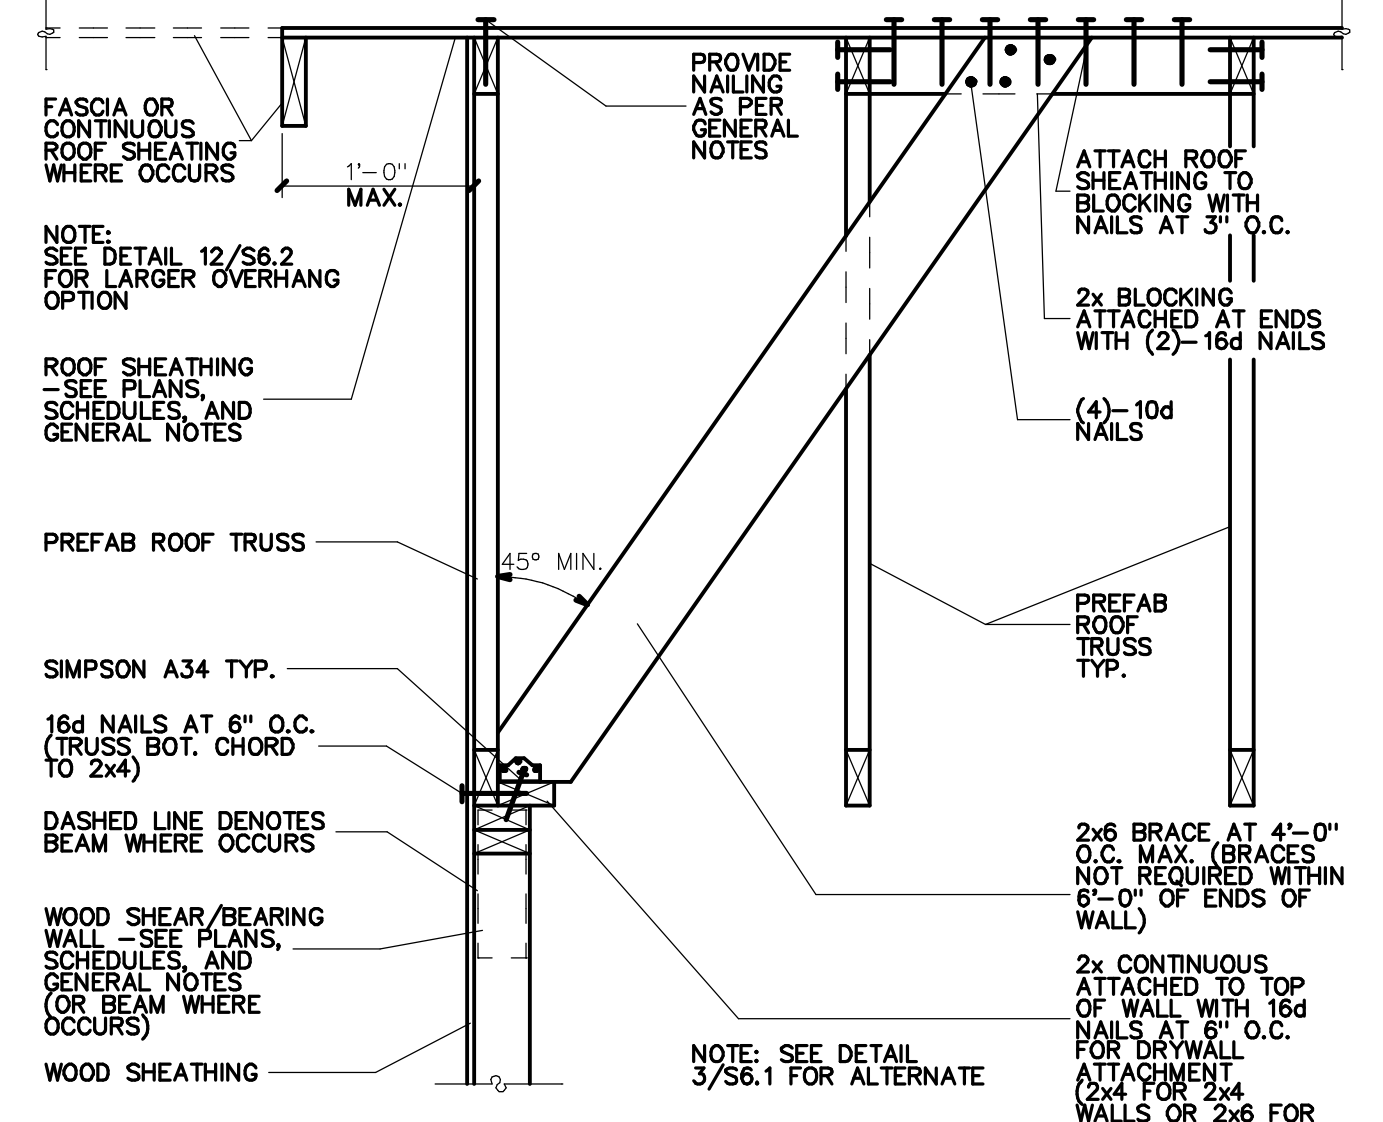 FASCIA OR
CONTINUOUS
ROOF SHEATING
WHERE OCCURS
1'-0"
MAX.
NOTE:
SEE DETAIL 12/S6.2
FOR LARGER OVERHANG
OPTION
ROOF SHEATHING
-SEE PLANS,
SCHEDULES, AND
GENERAL NOTES
PREFAB ROOF TRUSS
SIMPSON A34 TYP.
16d NAILS AT 6" O.C.
(TRUSS BOT. CHORD
TO 2x4)
DASHED LINE DENOTES
BEAM WHERE OCCURS
WOOD SHEAR/BEARING
WALL -SEE PLANS,
SCHEDULES, AND
GENERAL NOTES
(OR BEAM WHERE
OCCURS)
WOOD SHEATHING
PROVIDE
NAILING
AS PER
GENERAL
NOTES
45° MIN.
NOTE: SEE DETAIL
3/S6.1 FOR ALTERNATE
ATTACH ROOF
SHEATHING TO
BLOCKING WITH
NAILS AT 3" O.C.
2x BLOCKING
ATTACHED AT ENDS
WITH (2)-16d NAILS
(4)-10d
NAILS
PREFAB
ROOF
TRUSS
TYP.
2x6 BRACE AT 4'-0"
O.C. MAX. (BRACES
NOT REQUIRED WITHIN
6'-0" OF ENDS OF
WALL)
2x CONTINUOUS
ATTACHED TO TOP
OF WALL WITH 16d
NAILS AT 6" O.C.
FOR DRYWALL
ATTACHMENT
(2x4 FOR 2x4
WALLS OR 2x6 FOR